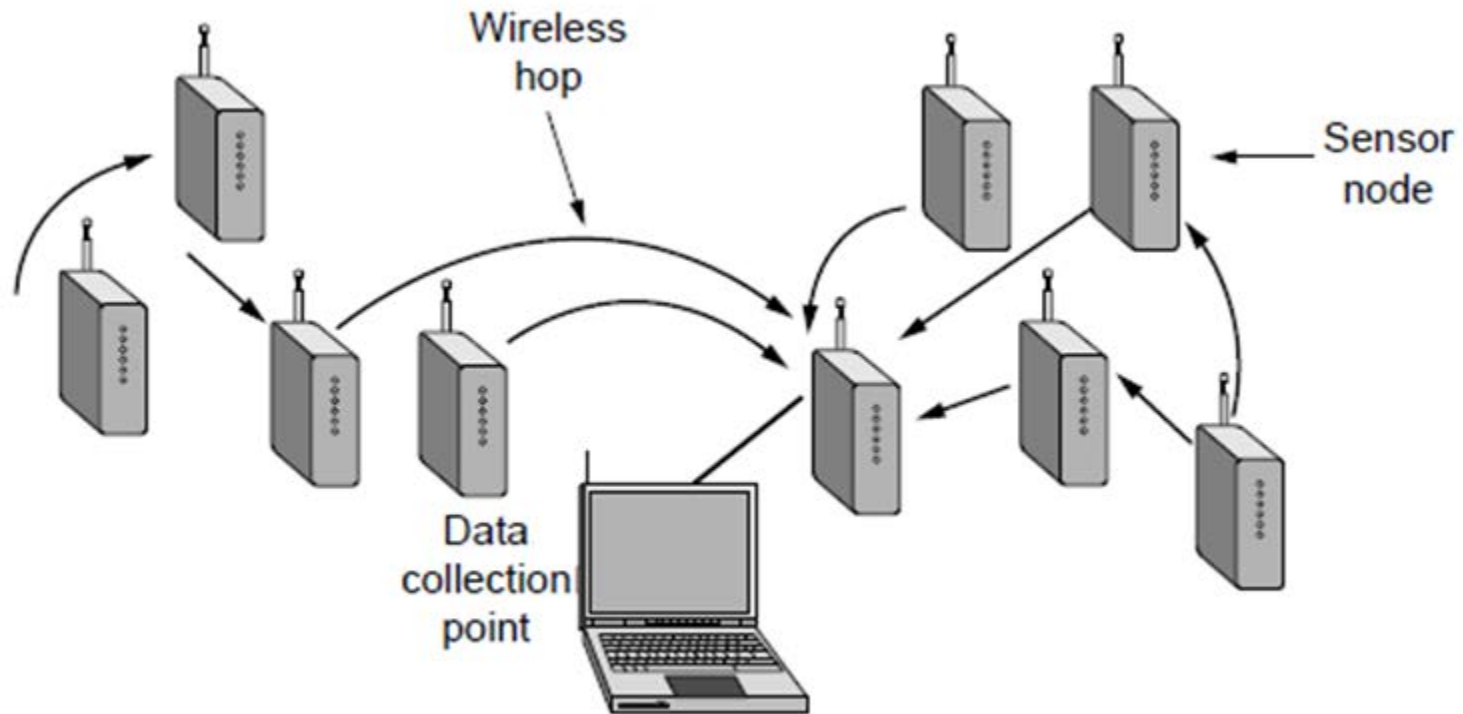 Wireless
hop
Sensor
node
Data
collection
point